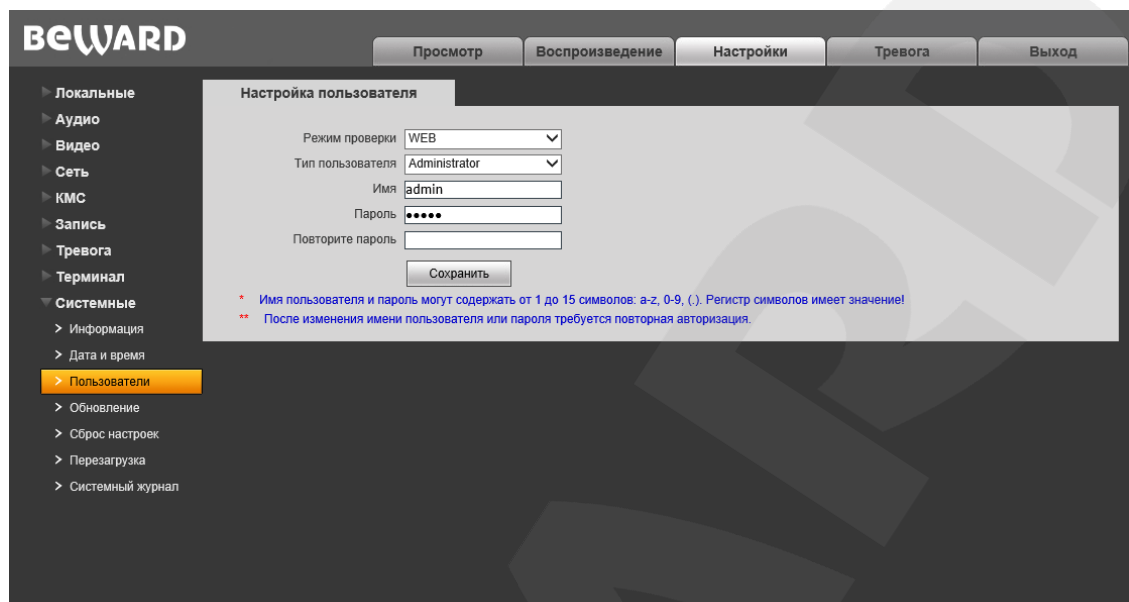 BEWARD
Просмотр Воспроизведение Настройки Тревога Выход
Локальные
Аудио
Видео
Сеть
КМС
Запись
Тревога
Терминал
Системные
Информация
Дата и время
Пользователи
Обновление
Сброс настроек
Перезагрузка
Системный журнал
Настройка пользователя
Режим проверки WEB
Тип пользователя Administrator
Имя admin
Пароль •••••
Повторите пароль
Сохранить
* Имя пользователя и пароль могут содержать от 1 до 15 символов: a-z, 0-9, (.). Регистр символов имеет значение!
** После изменения имени пользователя или пароля требуется повторная авторизация.